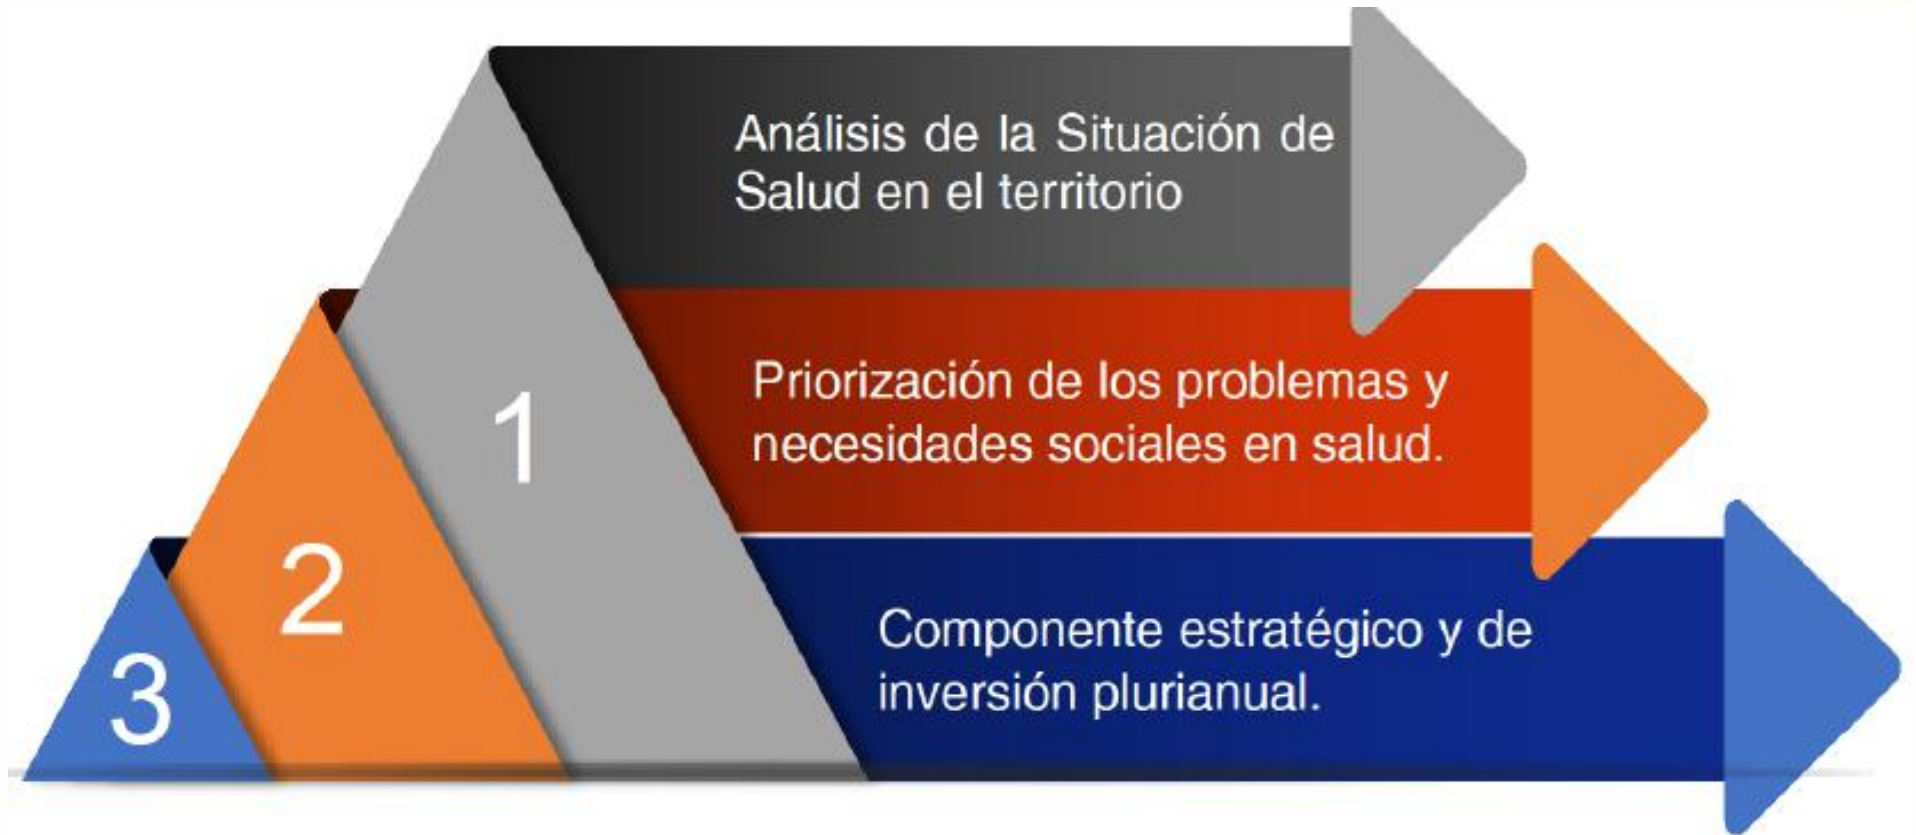 1
Análisis de la Situación de
Salud en el territorio
2
Priorización de los problemas y
necesidades sociales en salud.
3
Componente estratégico y de
inversión plurianual.